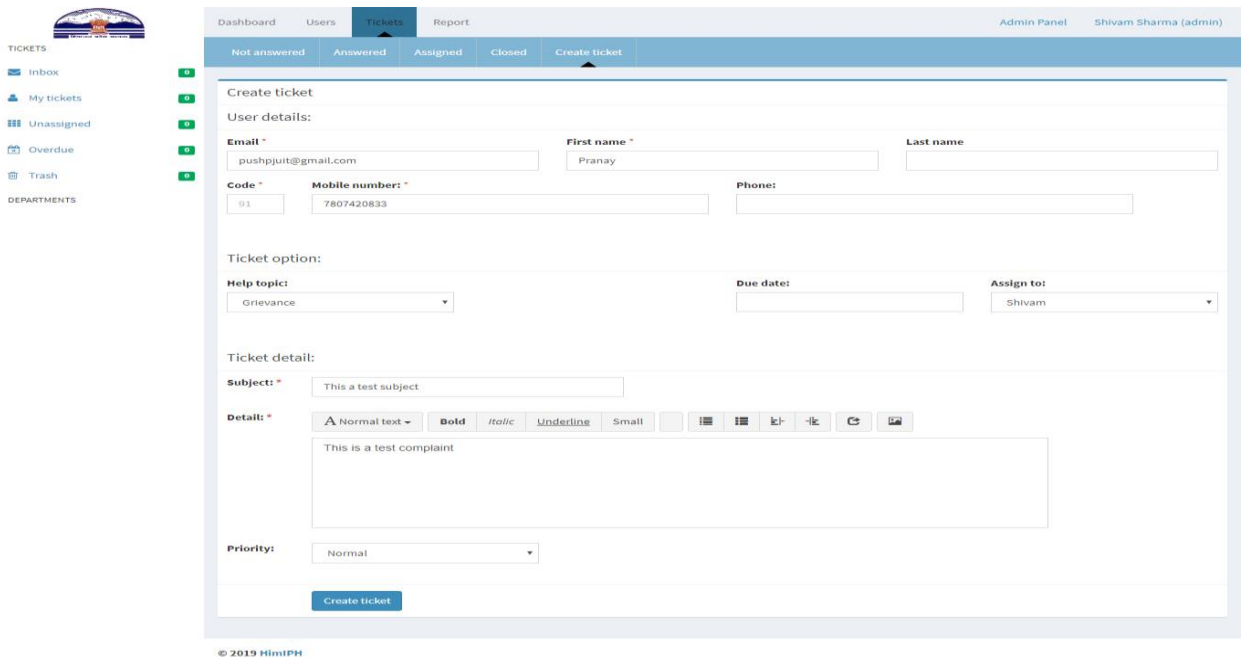 Dashboard Users Tickets Report Admin Panel Shivam Sharma (admin)
TICKETS
Not answered Answered Assigned Closed Create ticket
Inbox 0
My tickets 0
Unassigned 0
Overdue 0
Trash 0
DEPARTMENTS
Create ticket
User details:
Email * First name * Last name
pushpjuit@gmail.com Pranay
Code * Mobile number: * Phone:
91 7807420833
Ticket option:
Help topic: Due date: Assign to:
Grievance Shivam
Ticket detail:
Subject: * This a test subject
Detail: * A Normal text Bold Italic Underline Small
This is a test complaint
Priority: Normal
Create ticket
© 2019 HimIPH